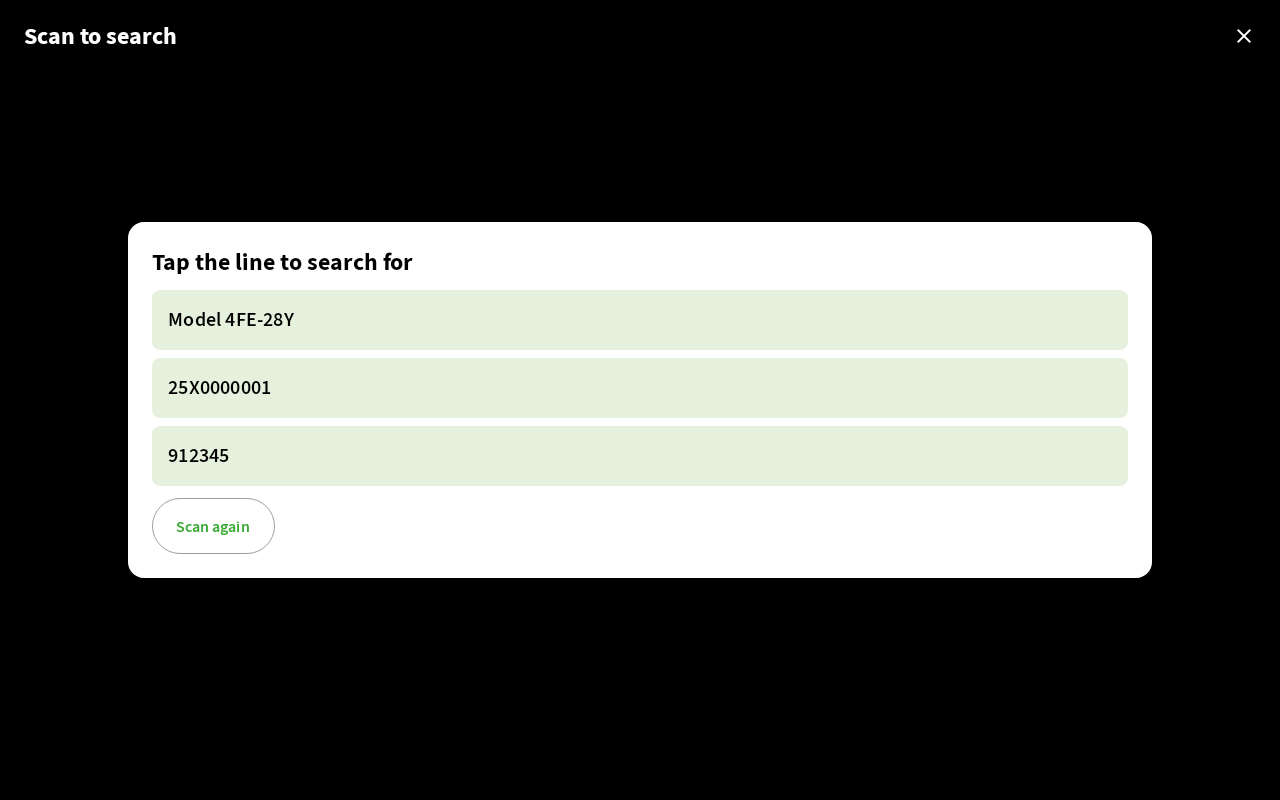 Scan to search
Tap the line to search for
Model 4FE-28Y
25X0000001
912345
Scan again